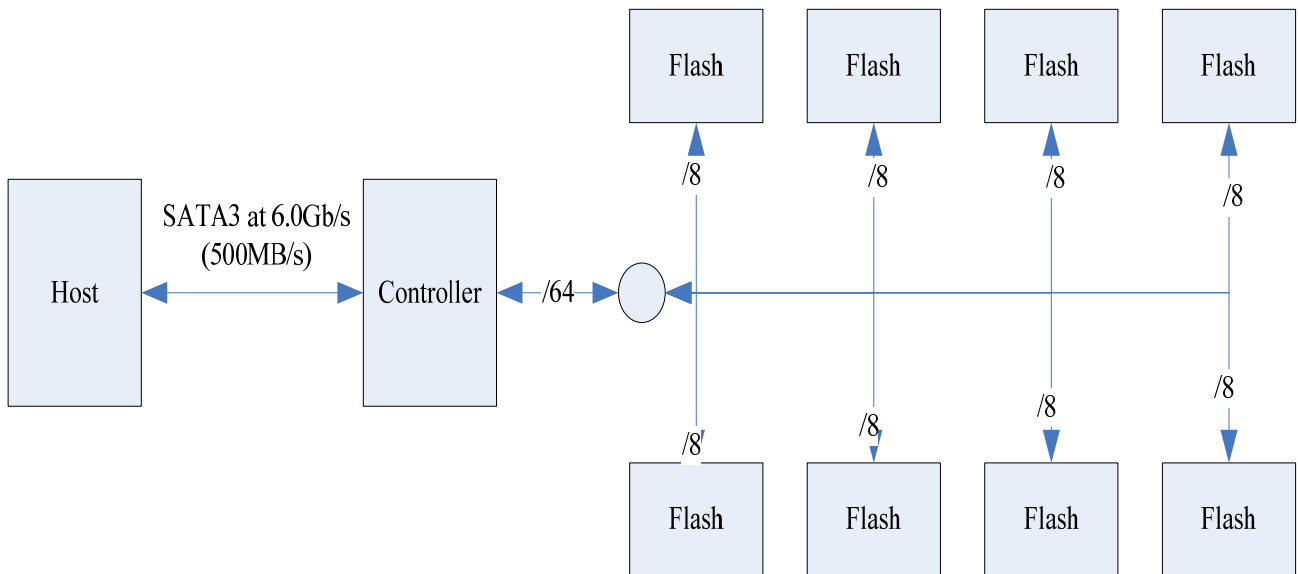 Flash
Flash
Flash
Flash
/8
/8
/8
/8
SATA3 at 6.0Gb/s
(500MB/s)
Host
Controller
/64
/8
/8
/8
/8
Flash
Flash
Flash
Flash